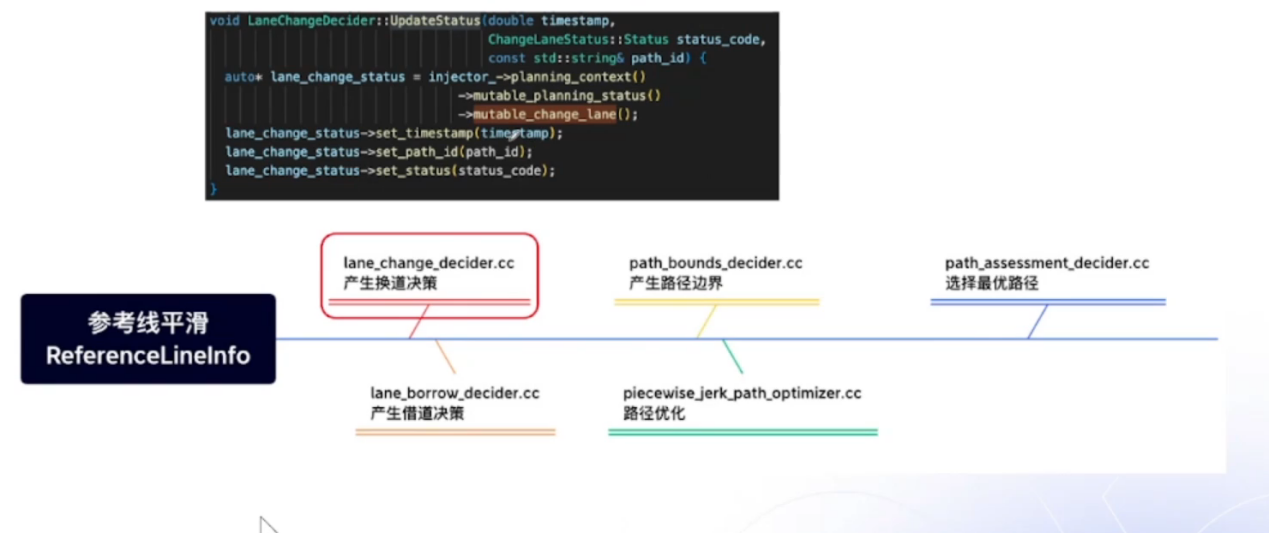 void LaneChangeDecider::UpdateStatus(double timestamp,
ChangeLaneStatus::Status status_code,
const std::string& path_id) {
auto* lane_change_status = injector_->planning_context()
->mutable_planning_status()
->mutable_change_lane();
lane_change_status->set_timestamp(timestamp);
lane_change_status->set_path_id(path_id);
lane_change_status->set_status(status_code);
}
lane_change_decider.cc
产生换道决策
path_bounds_decider.cc
产生路径边界
path_assessment_decider.cc
选择最优路径
参考线平滑
ReferenceLineInfo
lane_borrow_decider.cc
产生借道决策
piecewise_jerk_path_optimizer.cc
路径优化